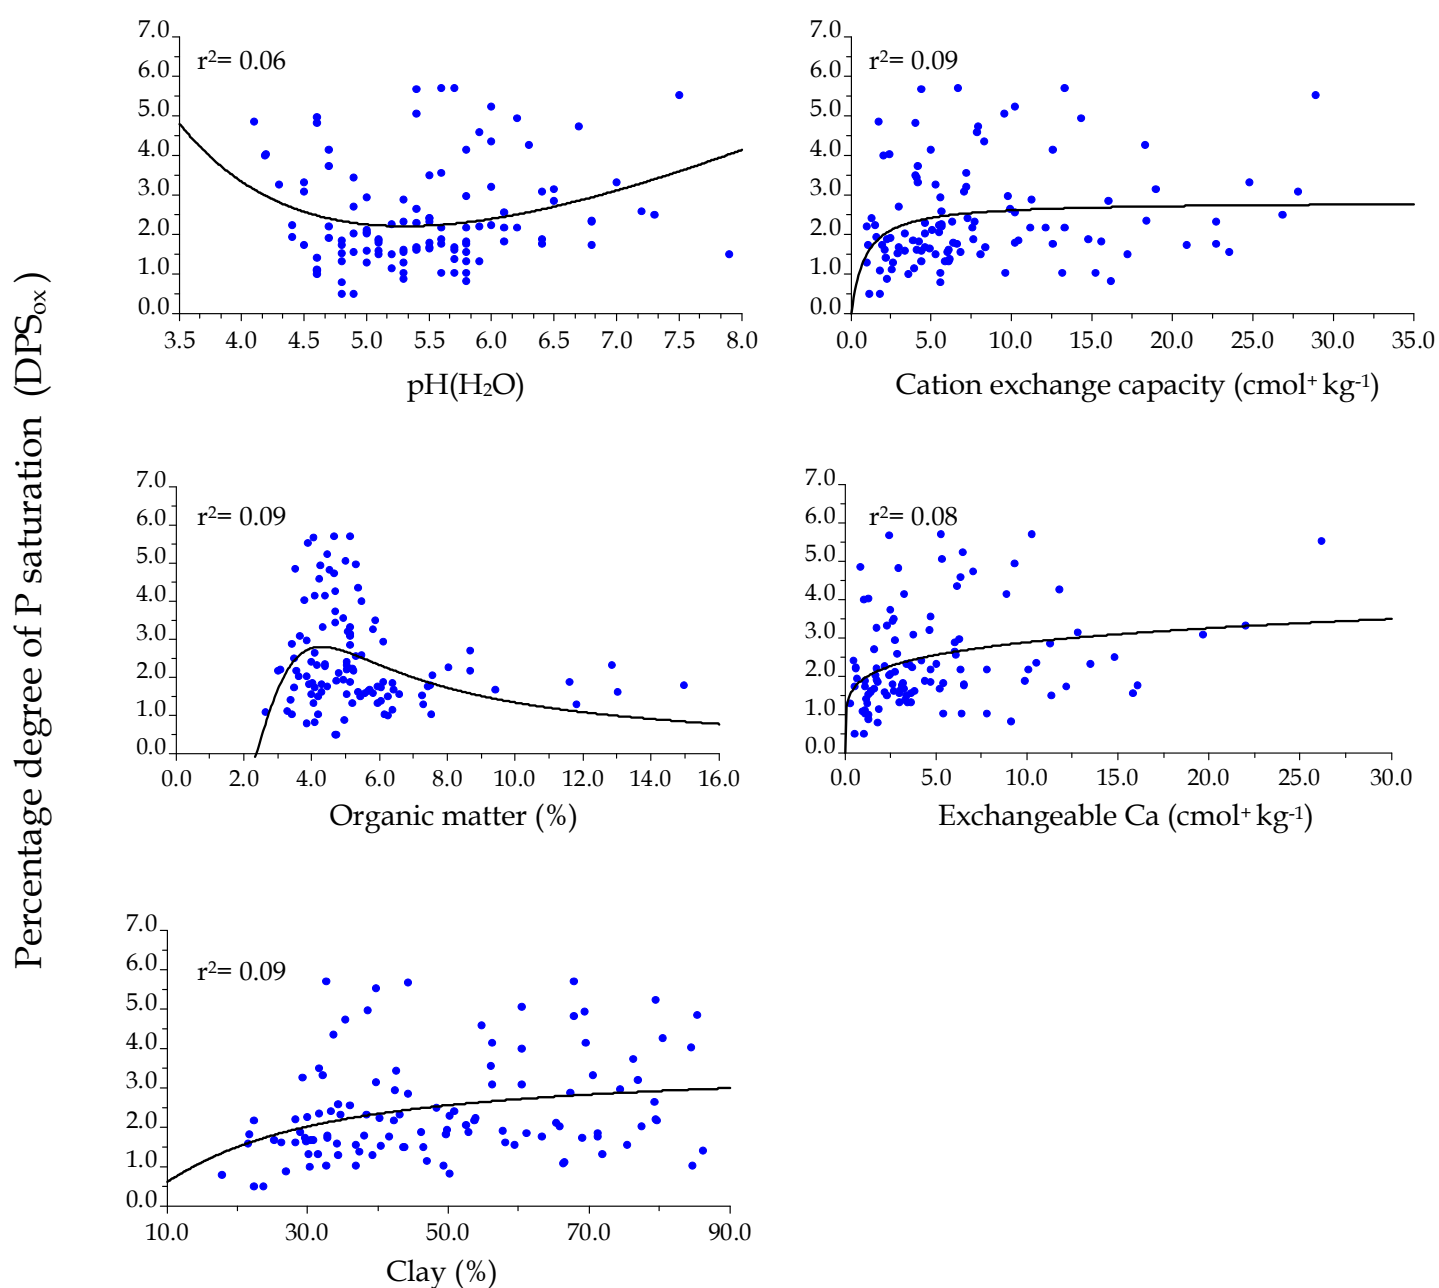 Percentage degree of P saturation (DPSox)
7.0
6.0
5.0
4.0
3.0
2.0
1.0
0.0
r²= 0.06
3.5 4.0 4.5 5.0 5.5 6.0 6.5 7.0 7.5 8.0
pH(H₂O)
7.0
6.0
5.0
4.0
3.0
2.0
1.0
0.0
r²= 0.09
0.0 5.0 10.0 15.0 20.0 25.0 30.0 35.0
Cation exchange capacity (cmol⁺ kg⁻¹)
7.0
6.0
5.0
4.0
3.0
2.0
1.0
0.0
r²= 0.09
0.0 2.0 4.0 6.0 8.0 10.0 12.0 14.0 16.0
Organic matter (%)
7.0
6.0
5.0
4.0
3.0
2.0
1.0
0.0
r²= 0.08
0.0 5.0 10.0 15.0 20.0 25.0 30.0
Exchangeable Ca (cmol⁺ kg⁻¹)
7.0
6.0
5.0
4.0
3.0
2.0
1.0
0.0
r²= 0.09
10.0 30.0 50.0 70.0 90.0
Clay (%)